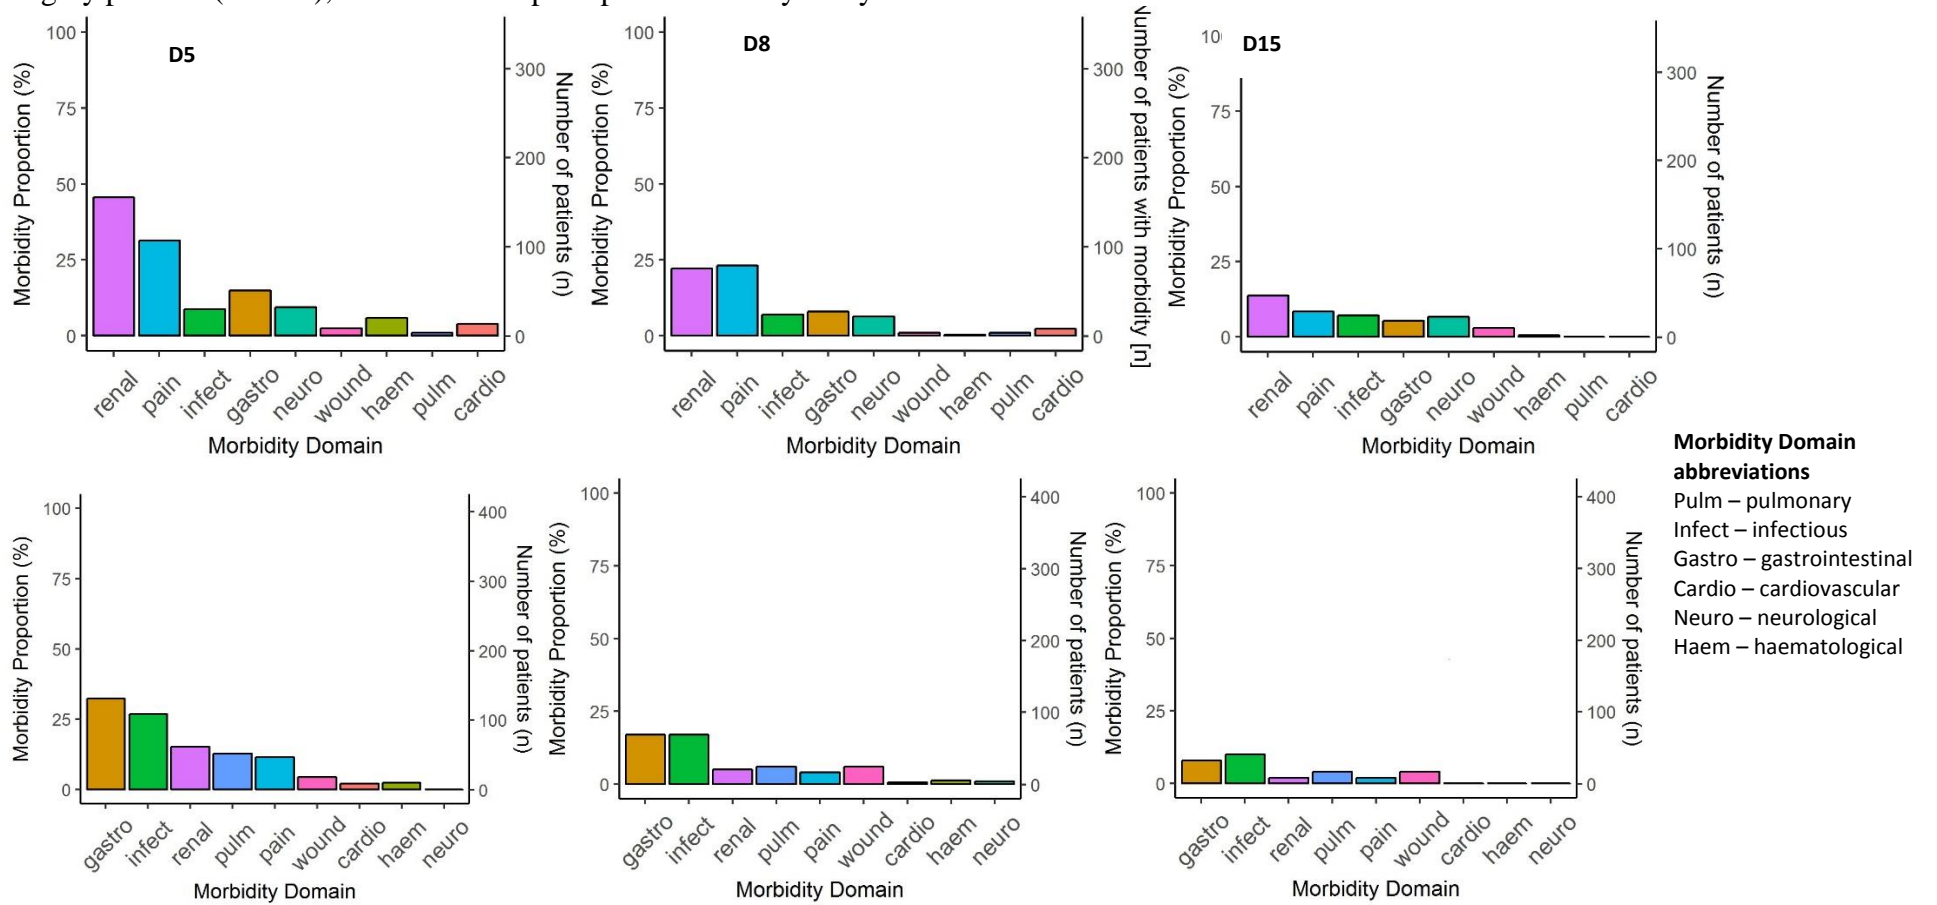 100
75
50
25
0
Morbidity Proportion (%)
D5
300
200
100
0
Number of patients (n)
renal
pain
infect
gastro
neuro
wound
haem
pulm
cardio
Morbidity Domain
100
75
50
25
0
Morbidity Proportion (%)
D8
300
200
100
0
Number of patients with morbidity [n]
renal
pain
infect
gastro
neuro
wound
haem
pulm
cardio
Morbidity Domain
10
75
50
25
0
Morbidity Proportion (%)
D15
300
200
100
0
Number of patients (n)
renal
pain
infect
gastro
neuro
wound
haem
pulm
cardio
Morbidity Domain
100
75
50
25
0
Morbidity Proportion (%)
400
300
200
100
0
Number of patients (n)
gastro
infect
renal
pulm
pain
wound
cardio
haem
neuro
Morbidity Domain
100
75
50
25
0
Morbidity Proportion (%)
400
300
200
100
0
Number of patients (n)
gastro
infect
renal
pulm
pain
wound
cardio
haem
neuro
Morbidity Domain
100
75
50
25
0
Morbidity Proportion (%)
400
300
200
100
0
Number of patients (n)
gastro
infect
renal
pulm
pain
wound
cardio
haem
neuro
Morbidity Domain
Morbidity Domain
abbreviations
Pulm – pulmonary
Infect – infectious
Gastro – gastrointestinal
Cardio – cardiovascular
Neuro – neurological
Haem – haematological